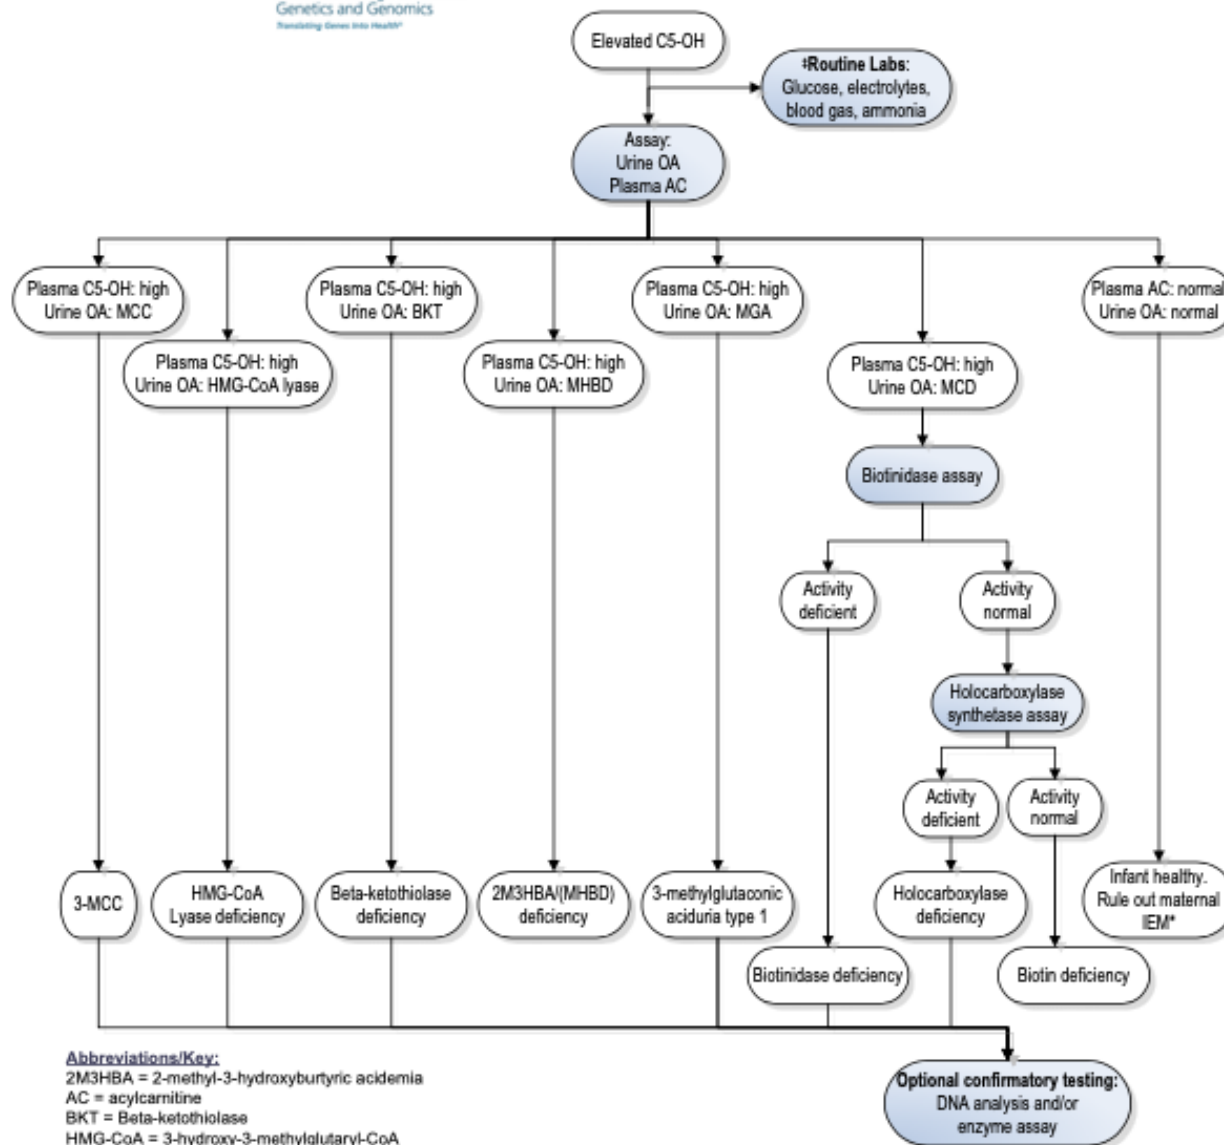 Genetics and Genomics
Translating Genes Into Health®
Elevated C5-OH
‡Routine Labs:
Glucose, electrolytes,
blood gas, ammonia
Assay:
Urine OA
Plasma AC
Plasma C5-OH: high
Urine OA: MCC
Plasma C5-OH: high
Urine OA: BKT
Plasma C5-OH: high
Urine OA: MGA
Plasma AC: normal
Urine OA: normal
Plasma C5-OH: high
Urine OA: HMG-CoA lyase
Plasma C5-OH: high
Urine OA: MHBD
Plasma C5-OH: high
Urine OA: MCD
Biotinidase assay
Activity
deficient
Activity
normal
Holocarboxylase
synthetase assay
Activity
deficient
Activity
normal
3-MCC
HMG-CoA
Lyase deficiency
Beta-ketothiolase
deficiency
2M3HBA/(MHBD)
deficiency
3-methylglutaconic
aciduria type 1
Holocarboxylase
deficiency
Infant healthy.
Rule out maternal
IEM*
Biotinidase deficiency
Biotin deficiency
Abbreviations/Key:
2M3HBA = 2-methyl-3-hydroxyburtyric acidemia
AC = acylcarnitine
BKT = Beta-ketothiolase
HMG-CoA = 3-hydroxy-3-methylglutaryl-CoA
Optional confirmatory testing:
DNA analysis and/or
enzyme assay